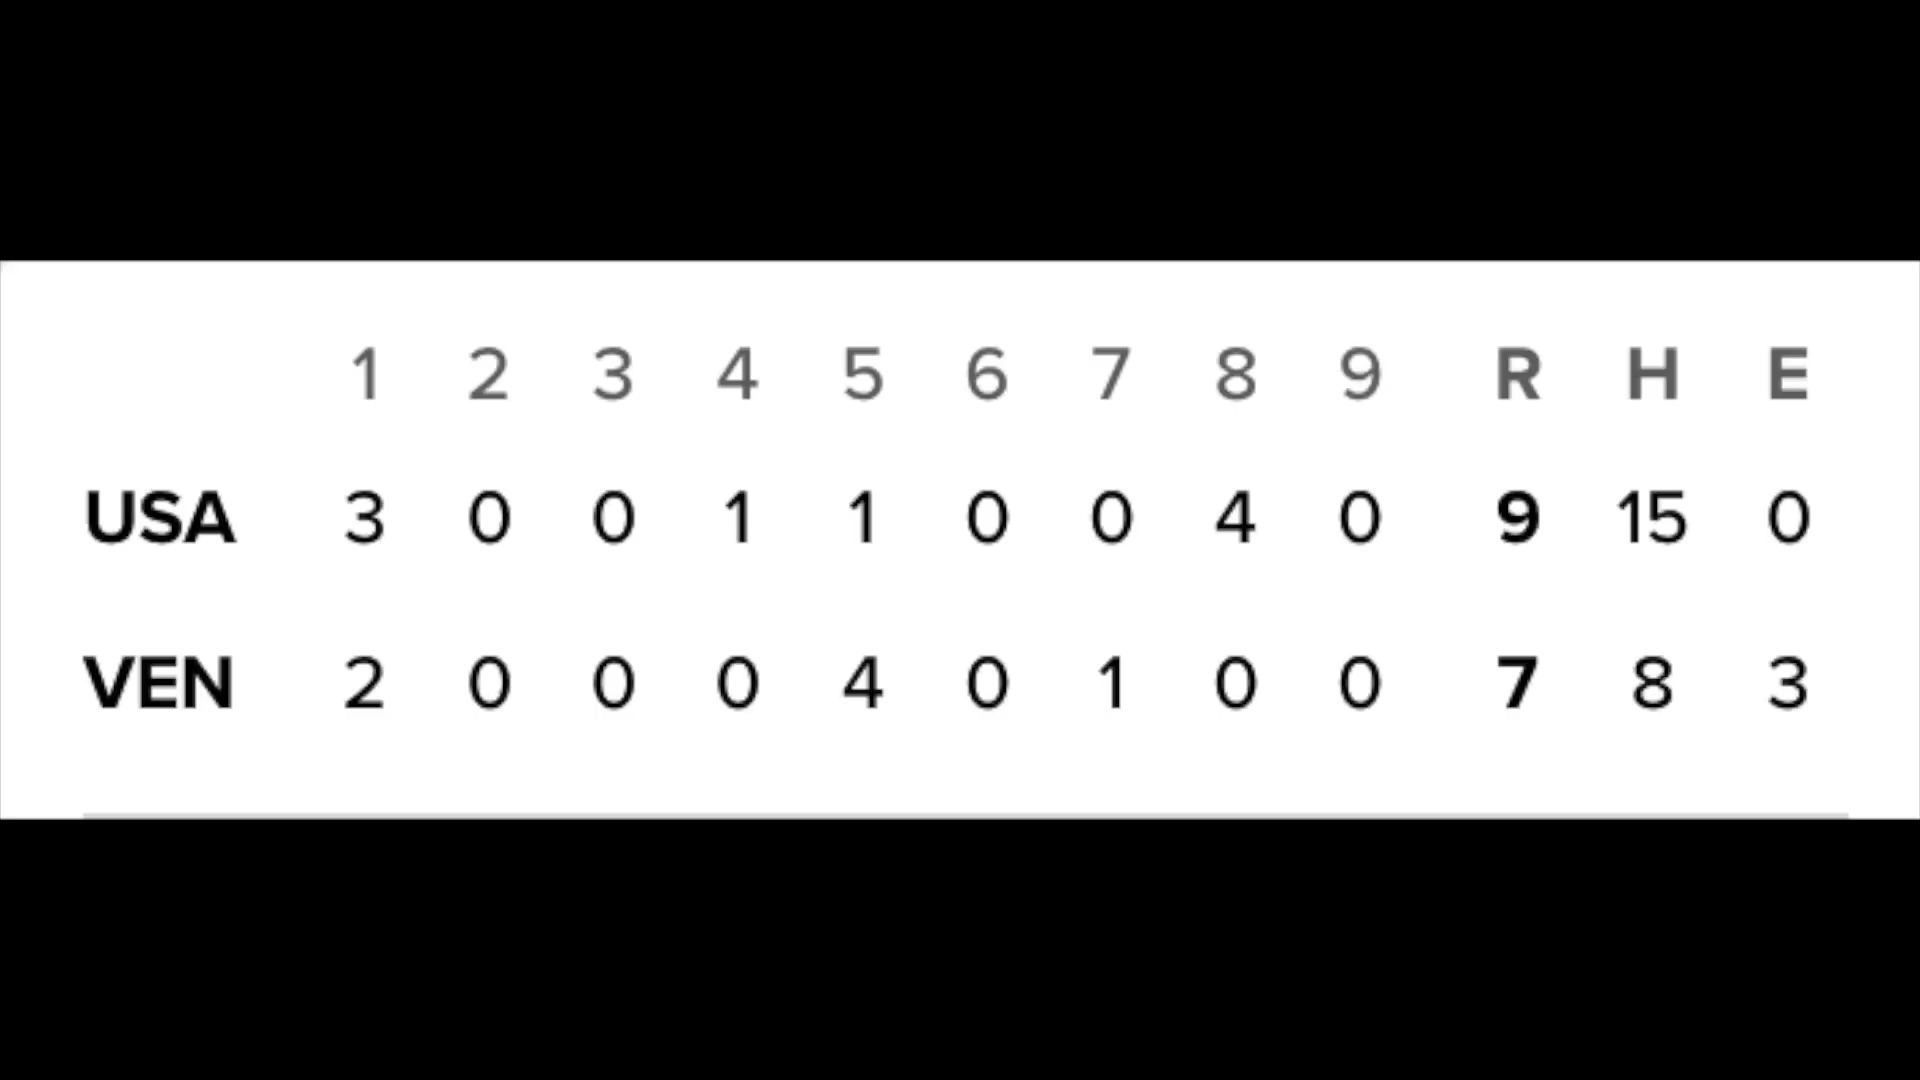 1 2 3 4 5 6 7 8 9 R H E
USA 3 0 0 1 1 0 0 4 0 9 15 0
VEN 2 0 0 0 4 0 1 0 0 7 8 3